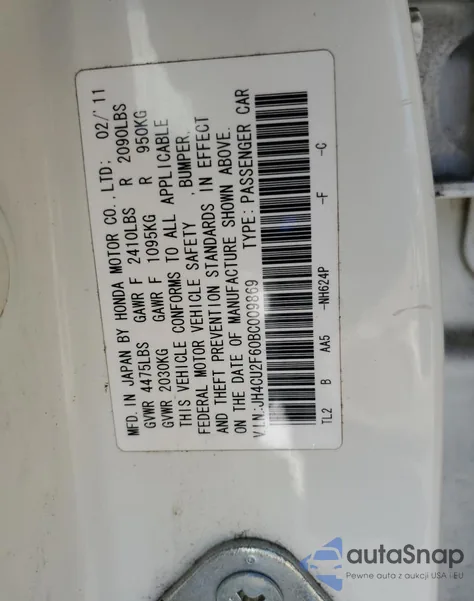 MFD. IN JAPAN BY HONDA MOTOR CO., LTD: 02/'11
GVWR 4475LBS GAWR F 2410LBS R 2090LBS
GVWR 2030KG GAWR F 1095KG R 950KG
THIS VEHICLE CONFORMS TO ALL APPLICABLE
FEDERAL MOTOR VEHICLE SAFETY , BUMPER,
AND THEFT PREVENTION STANDARDS IN EFFECT
ON THE DATE OF MANUFACTURE SHOWN ABOVE.
V.I.N:JH4CU2F60BC009869 TYPE: PASSENGER CAR
TL2 B AA5 -NH624P -F -C
autoSnap
Pewne auta z aukcji USA i EU